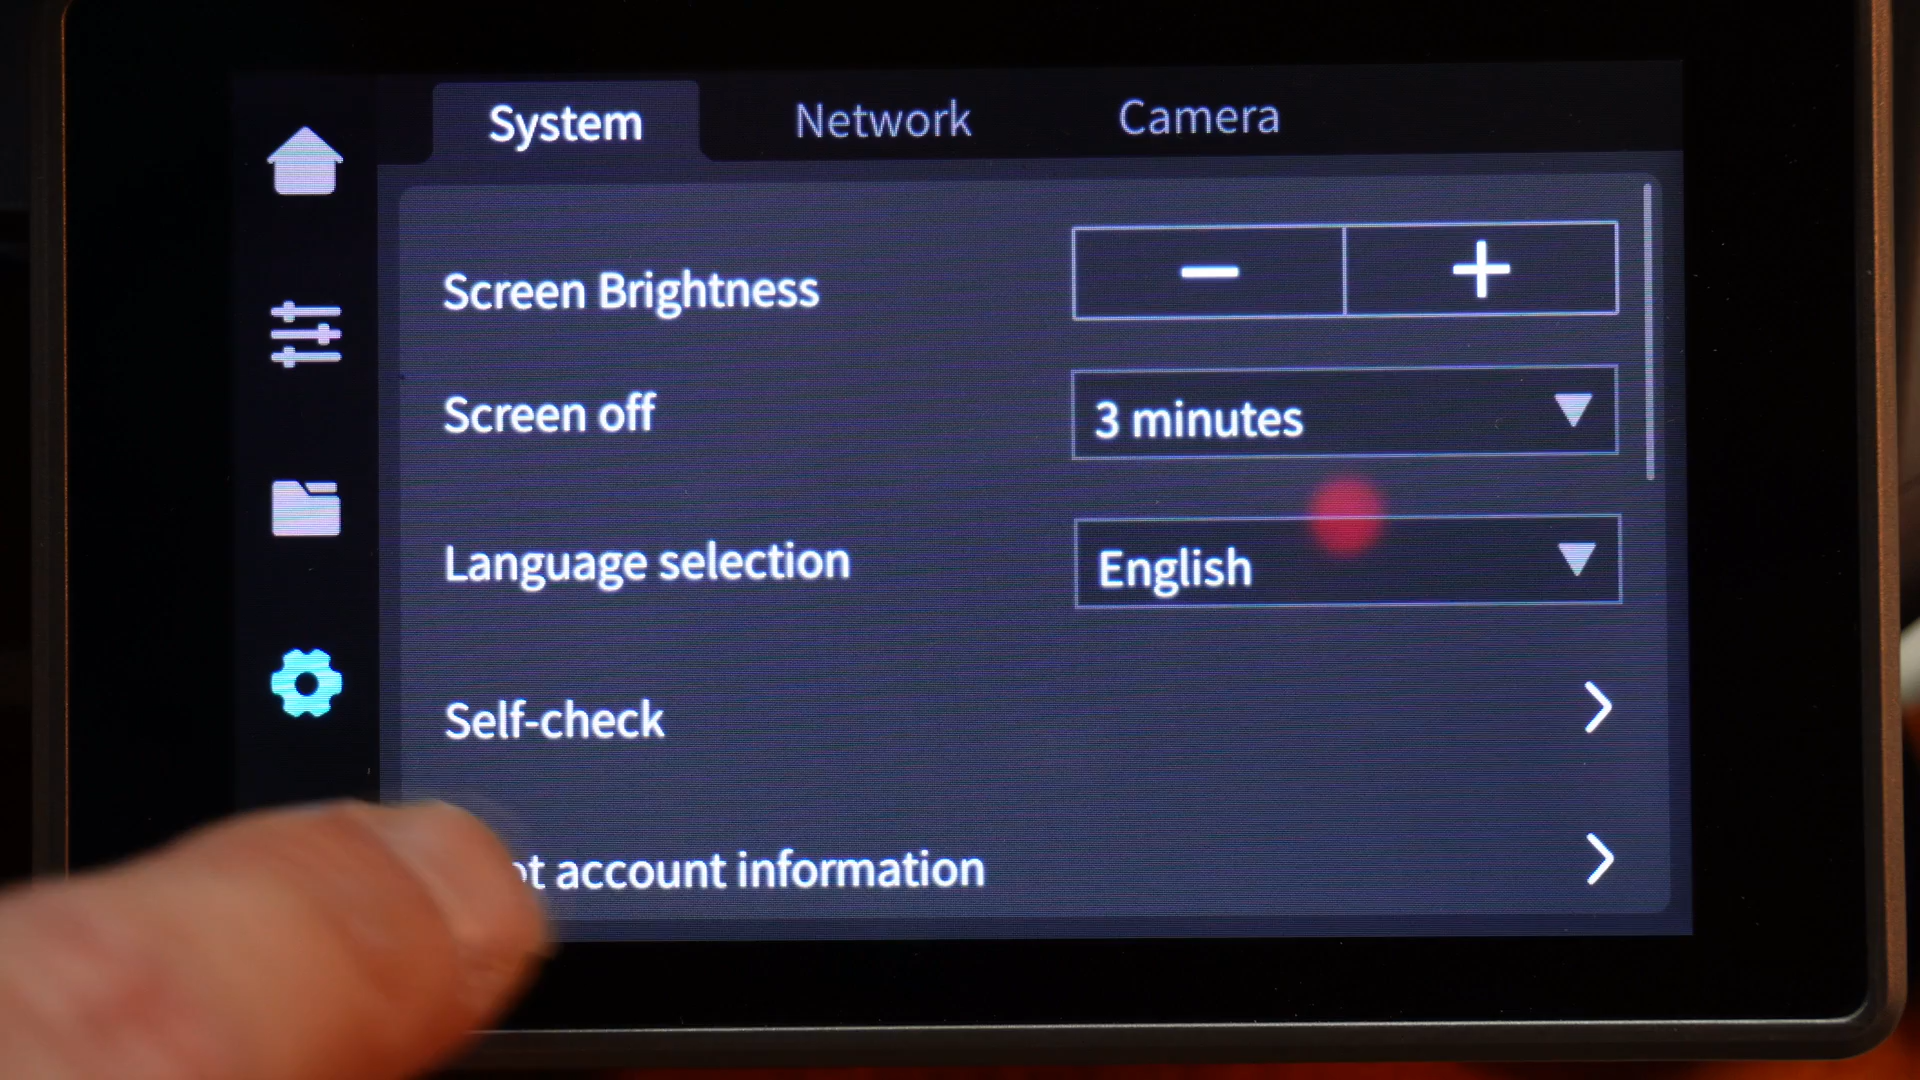 System
Network
Camera
Screen Brightness
Screen off
3 minutes
Language selection
English
Self-check
account information